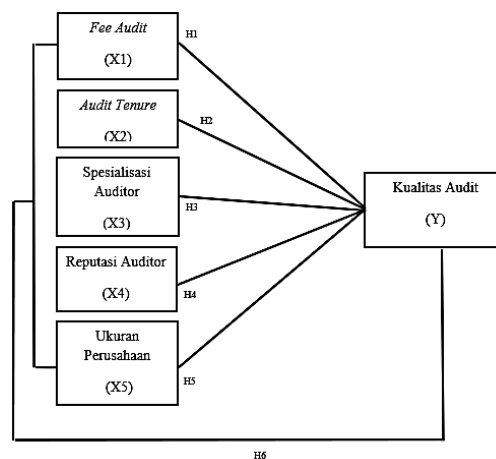 Fee Audit
(X1)
H1
Audit Tenure
(X2)
H2
Spesialisasi
Auditor
(X3)
H3
Reputasi Auditor
(X4)
H4
Ukuran
Perusahaan
(X5)
H5
Kualitas Audit
(Y)
H6